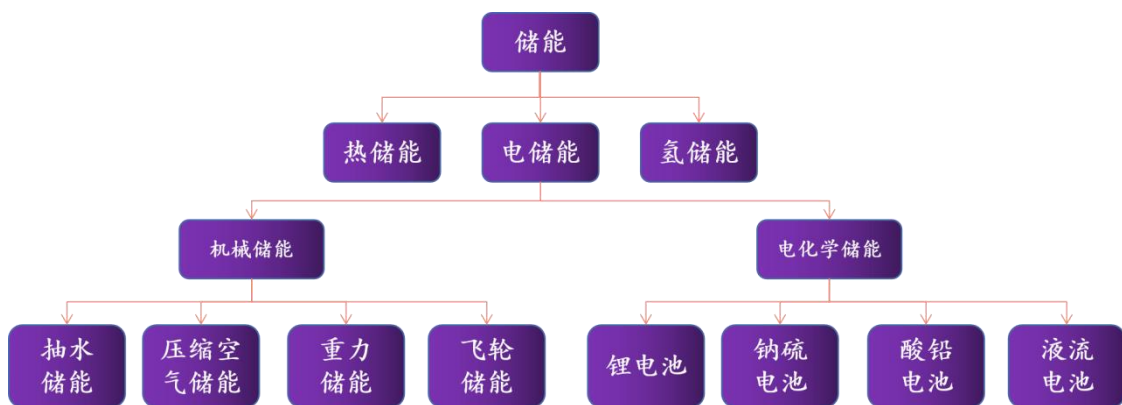 储能
热储能
电储能
氢储能
机械储能
电化学储能
抽水
储能
压缩空
气储能
重力
储能
飞轮
储能
锂电池
钠硫
电池
酸铅
电池
液流
电池